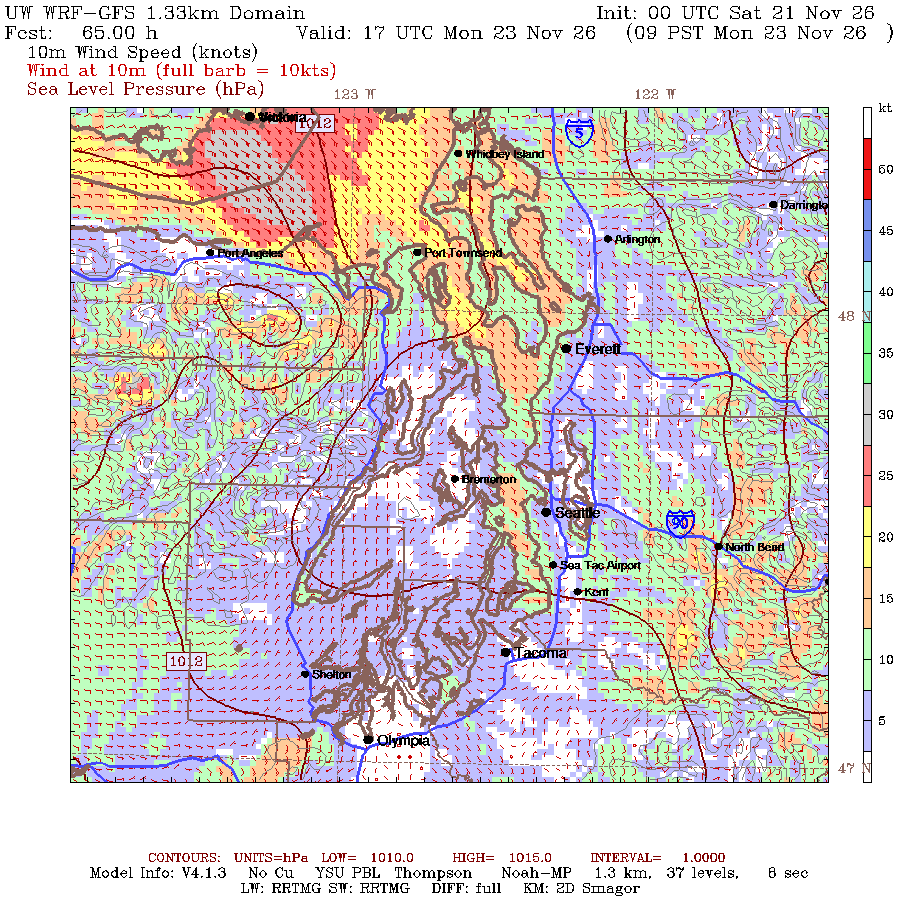 UW WRF-GFS 1.33km Domain Init: 00 UTC Sat 21 Nov 26
Fcst: 65.00 h Valid: 17 UTC Mon 23 Nov 26 (09 PST Mon 23 Nov 26 )
10m Wind Speed (knots)
Wind at 10m (full barb = 10kts)
Sea Level Pressure (hPa)
123 W 122 W
kt
Victoria
1012
5
Whidbey Island
60
Darringto
45
Arlington
Port Angeles
Port Townsend
40
48 N
Everett
35
30
25
Bremerton
Seattle
90
20
North Bend
Sea Tac Airport
Kent
15
Tacoma
1012
10
Shelton
5
Olympia
47 N
CONTOURS: UNITS=hPa LOW= 1010.0 HIGH= 1015.0 INTERVAL= 1.0000
Model Info: V4.1.3 No Cu YSU PBL Thompson Noah-MP 1.3 km, 37 levels, 8 sec
LW: RRTMG SW: RRTMG DIFF: full KM: 2D Smagor